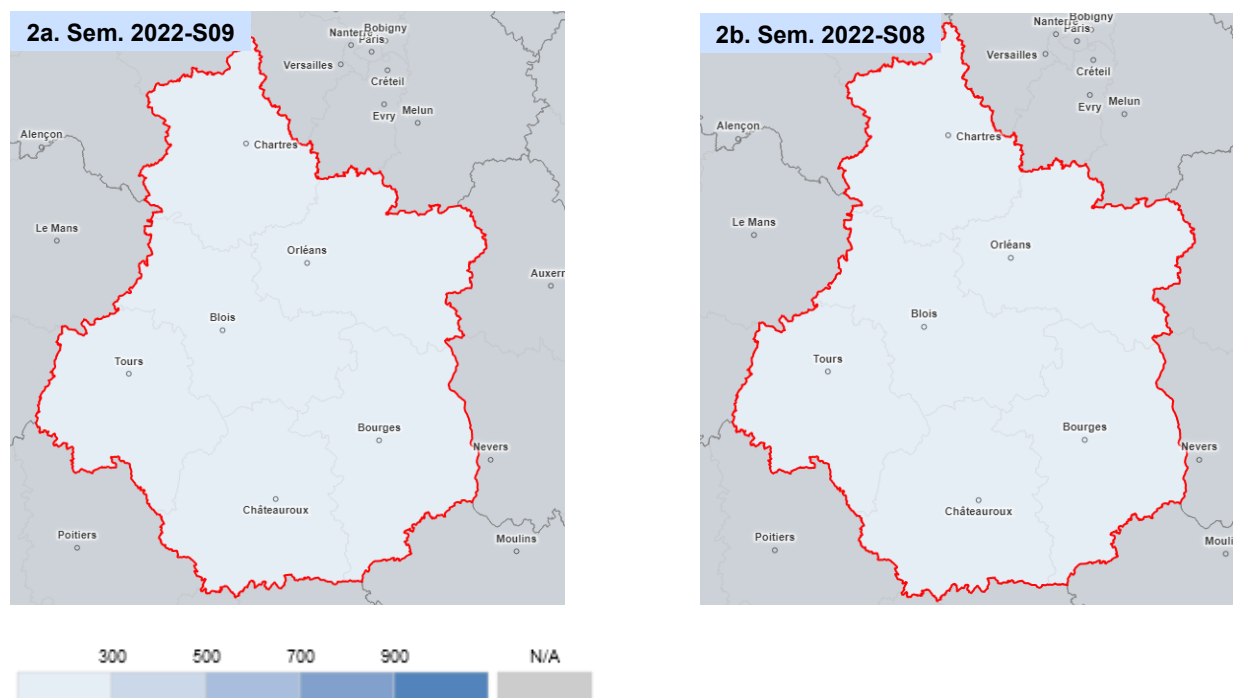 2a. Sem. 2022-S09
Nanterre
Bobigny
Paris
Versailles
Créteil
Evry
Melun
Alençon
Chartres
Le Mans
Orléans
Auxerr
Blois
Tours
Bourges
Nevers
Châteauroux
Poitiers
Moulins
2b. Sem. 2022-S08
Nanterre
Bobigny
Paris
Versailles
Créteil
Evry
Melun
Alençon
Chartres
Le Mans
Orléans
Blois
Tours
Bourges
Nevers
Châteauroux
Poitiers
Mouli
300 500 700 900 N/A